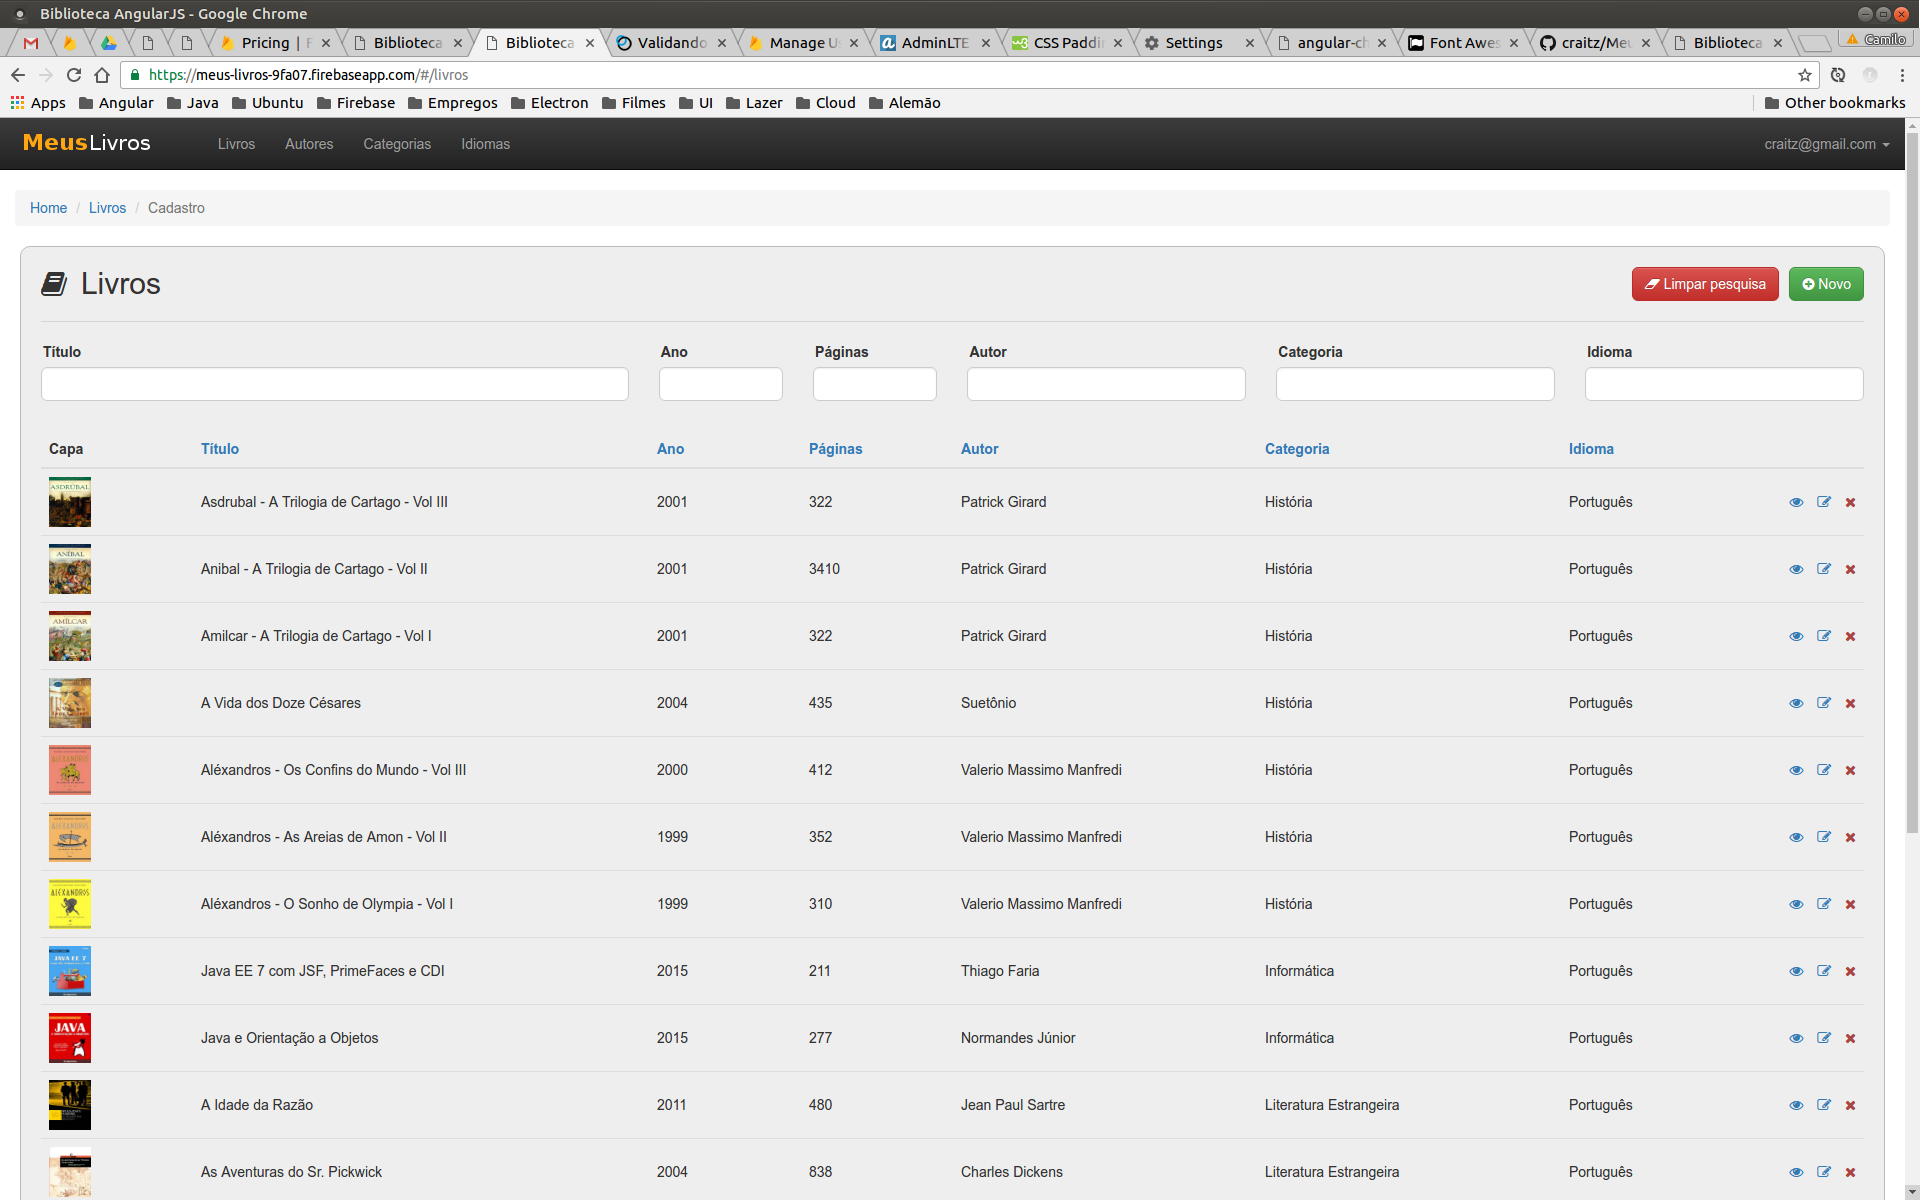 Biblioteca AngularJS - Google Chrome
Pricing | F Biblioteca Biblioteca Validando Manage U AdminLTE CSS Paddi Settings angular-ch Font Awes craitz/Meu Biblioteca Camilo
https://meus-livros-9fa07.firebaseapp.com/#/livros
Apps Angular Java Ubuntu Firebase Empregos Electron Filmes UI Lazer Cloud Alemão Other bookmarks
MeusLivros Livros Autores Categorias Idiomas craitz@gmail.com
Home / Livros / Cadastro
Livros Limpar pesquisa Novo
Título Ano Páginas Autor Categoria Idioma
Capa Título Ano Páginas Autor Categoria Idioma
ASDRÚBAL Asdrubal - A Trilogia de Cartago - Vol III 2001 322 Patrick Girard História Português
ANÍBAL Anibal - A Trilogia de Cartago - Vol II 2001 3410 Patrick Girard História Português
AMÍLCAR Amilcar - A Trilogia de Cartago - Vol I 2001 322 Patrick Girard História Português
A Vida dos Doze Césares 2004 435 Suetônio História Português
ALÉXANDROS Aléxandros - Os Confins do Mundo - Vol III 2000 412 Valerio Massimo Manfredi História Português
ALÉXANDROS Aléxandros - As Areias de Amon - Vol II 1999 352 Valerio Massimo Manfredi História Português
ALÉXANDROS Aléxandros - O Sonho de Olympia - Vol I 1999 310 Valerio Massimo Manfredi História Português
JAVA EE 7 Java EE 7 com JSF, PrimeFaces e CDI 2015 211 Thiago Faria Informática Português
JAVA Java e Orientação a Objetos 2015 277 Normandes Júnior Informática Português
A Idade da Razão 2011 480 Jean Paul Sartre Literatura Estrangeira Português
As Aventuras do Sr. Pickwick 2004 838 Charles Dickens Literatura Estrangeira Português